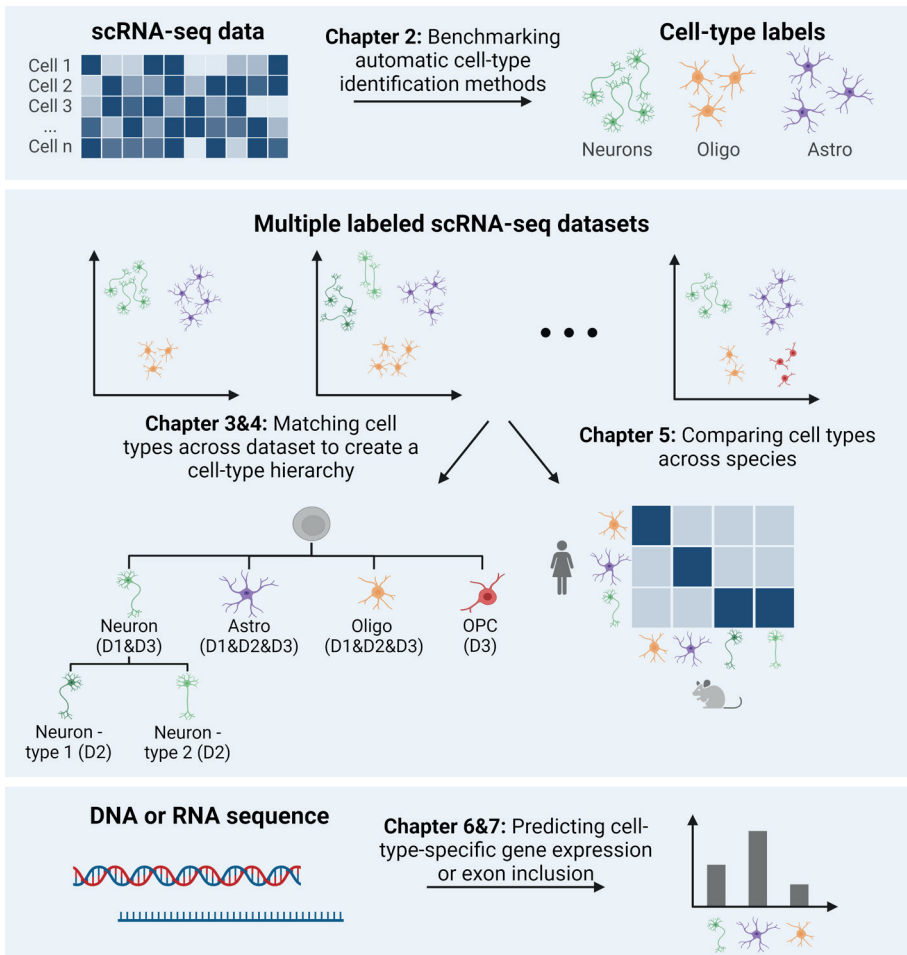 scRNA-seq data
Cell 1
Cell 2
Cell 3
...
Cell n
Chapter 2: Benchmarking
automatic cell-type
identification methods
Cell-type labels
Neurons
Oligo
Astro
Multiple labeled scRNA-seq datasets
Chapter 3&4: Matching cell
types across dataset to create a
cell-type hierarchy
Chapter 5: Comparing cell types
across species
Neuron
(D1&D3)
Astro
(D1&D2&D3)
Oligo
(D1&D2&D3)
OPC
(D3)
Neuron -
type 1 (D2)
Neuron -
type 2 (D2)
DNA or RNA sequence
Chapter 6&7: Predicting cell-
type-specific gene expression
or exon inclusion